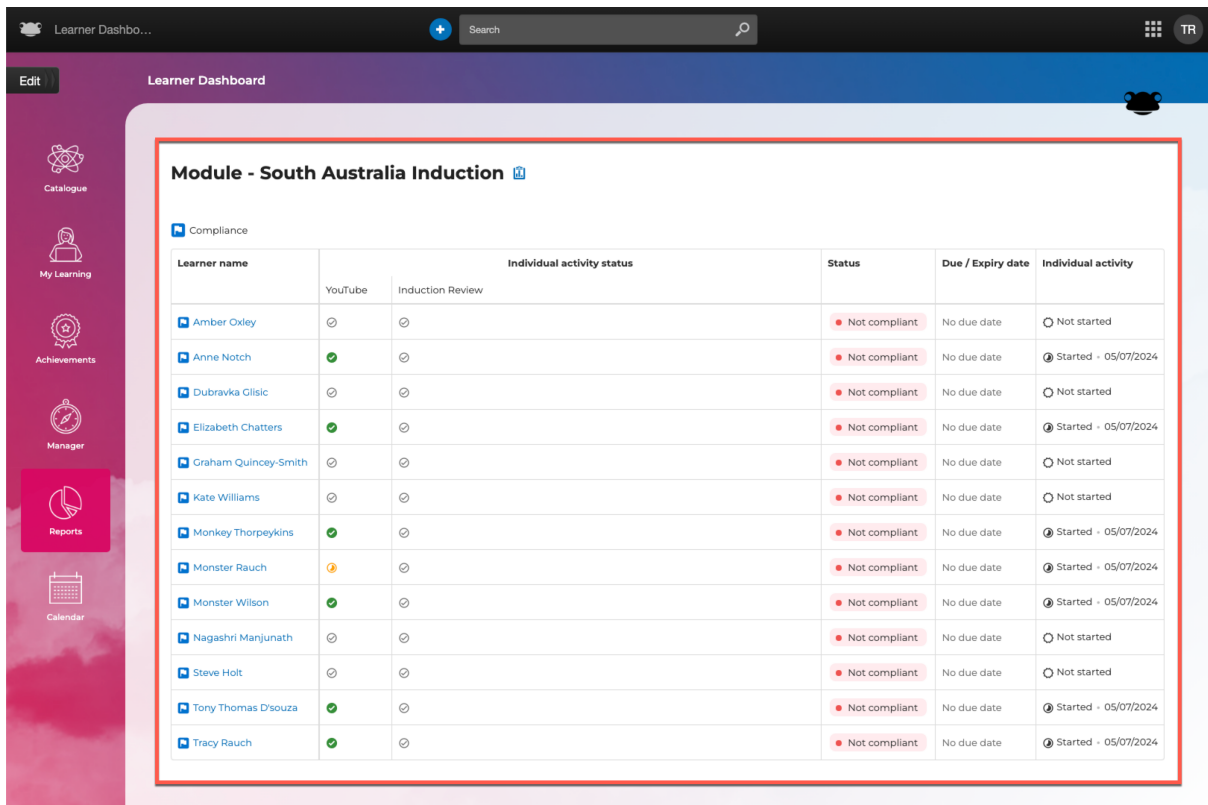 Learner Dashbo...
Search
TR
Edit
Learner Dashboard
Catalogue
My Learning
Achievements
Manager
Reports
Calendar
Module - South Australia Induction
Compliance
Learner name Individual activity status Status Due / Expiry date Individual activity
YouTube Induction Review
Amber Oxley Not compliant No due date Not started
Anne Notch Not compliant No due date Started • 05/07/2024
Dubravka Glisic Not compliant No due date Not started
Elizabeth Chatters Not compliant No due date Started • 05/07/2024
Graham Quincey-Smith Not compliant No due date Not started
Kate Williams Not compliant No due date Not started
Monkey Thorpeykins Not compliant No due date Started • 05/07/2024
Monster Rauch Not compliant No due date Started • 05/07/2024
Monster Wilson Not compliant No due date Started • 05/07/2024
Nagashri Manjunath Not compliant No due date Not started
Steve Holt Not compliant No due date Not started
Tony Thomas D'souza Not compliant No due date Started • 05/07/2024
Tracy Rauch Not compliant No due date Started • 05/07/2024